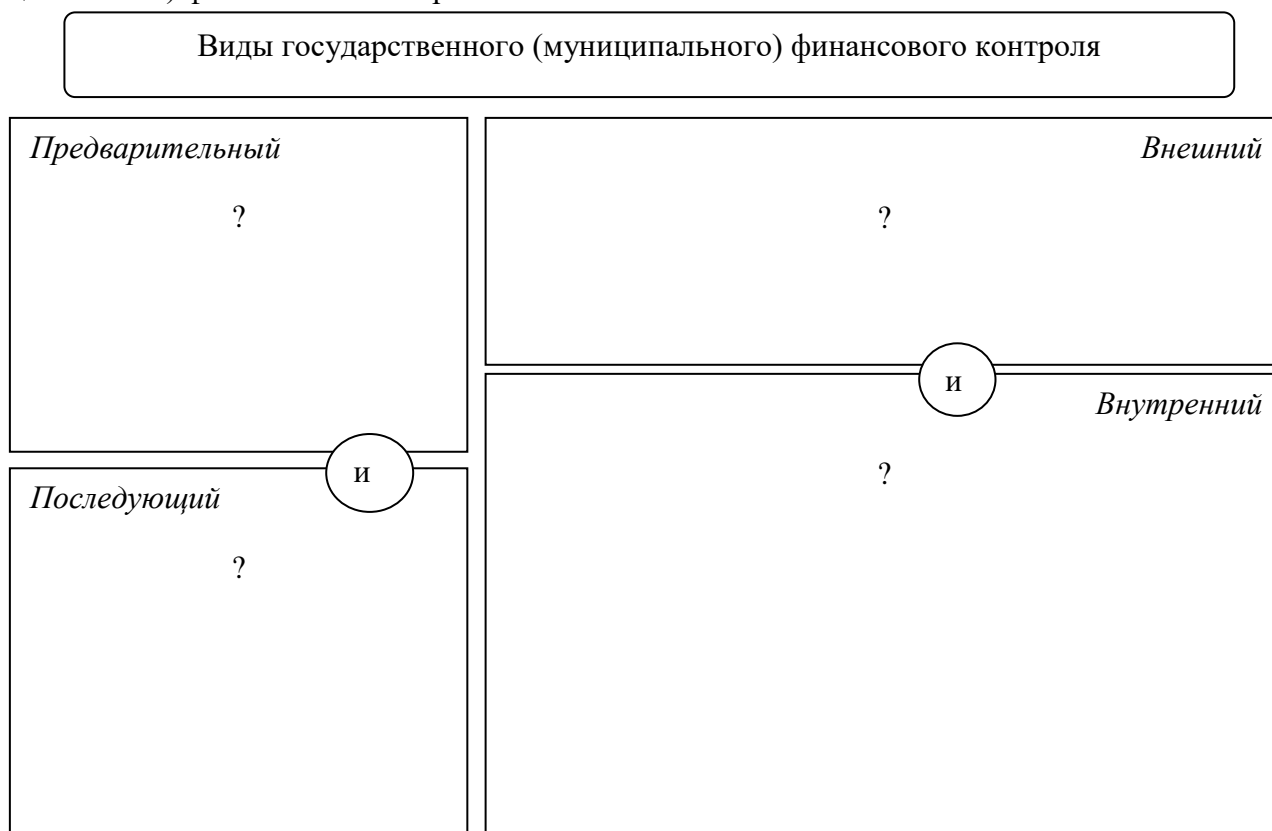 Виды государственного (муниципального) финансового контроля
Предварительный
?
Внешний
?
и
Внутренний
?
и
Последующий
?